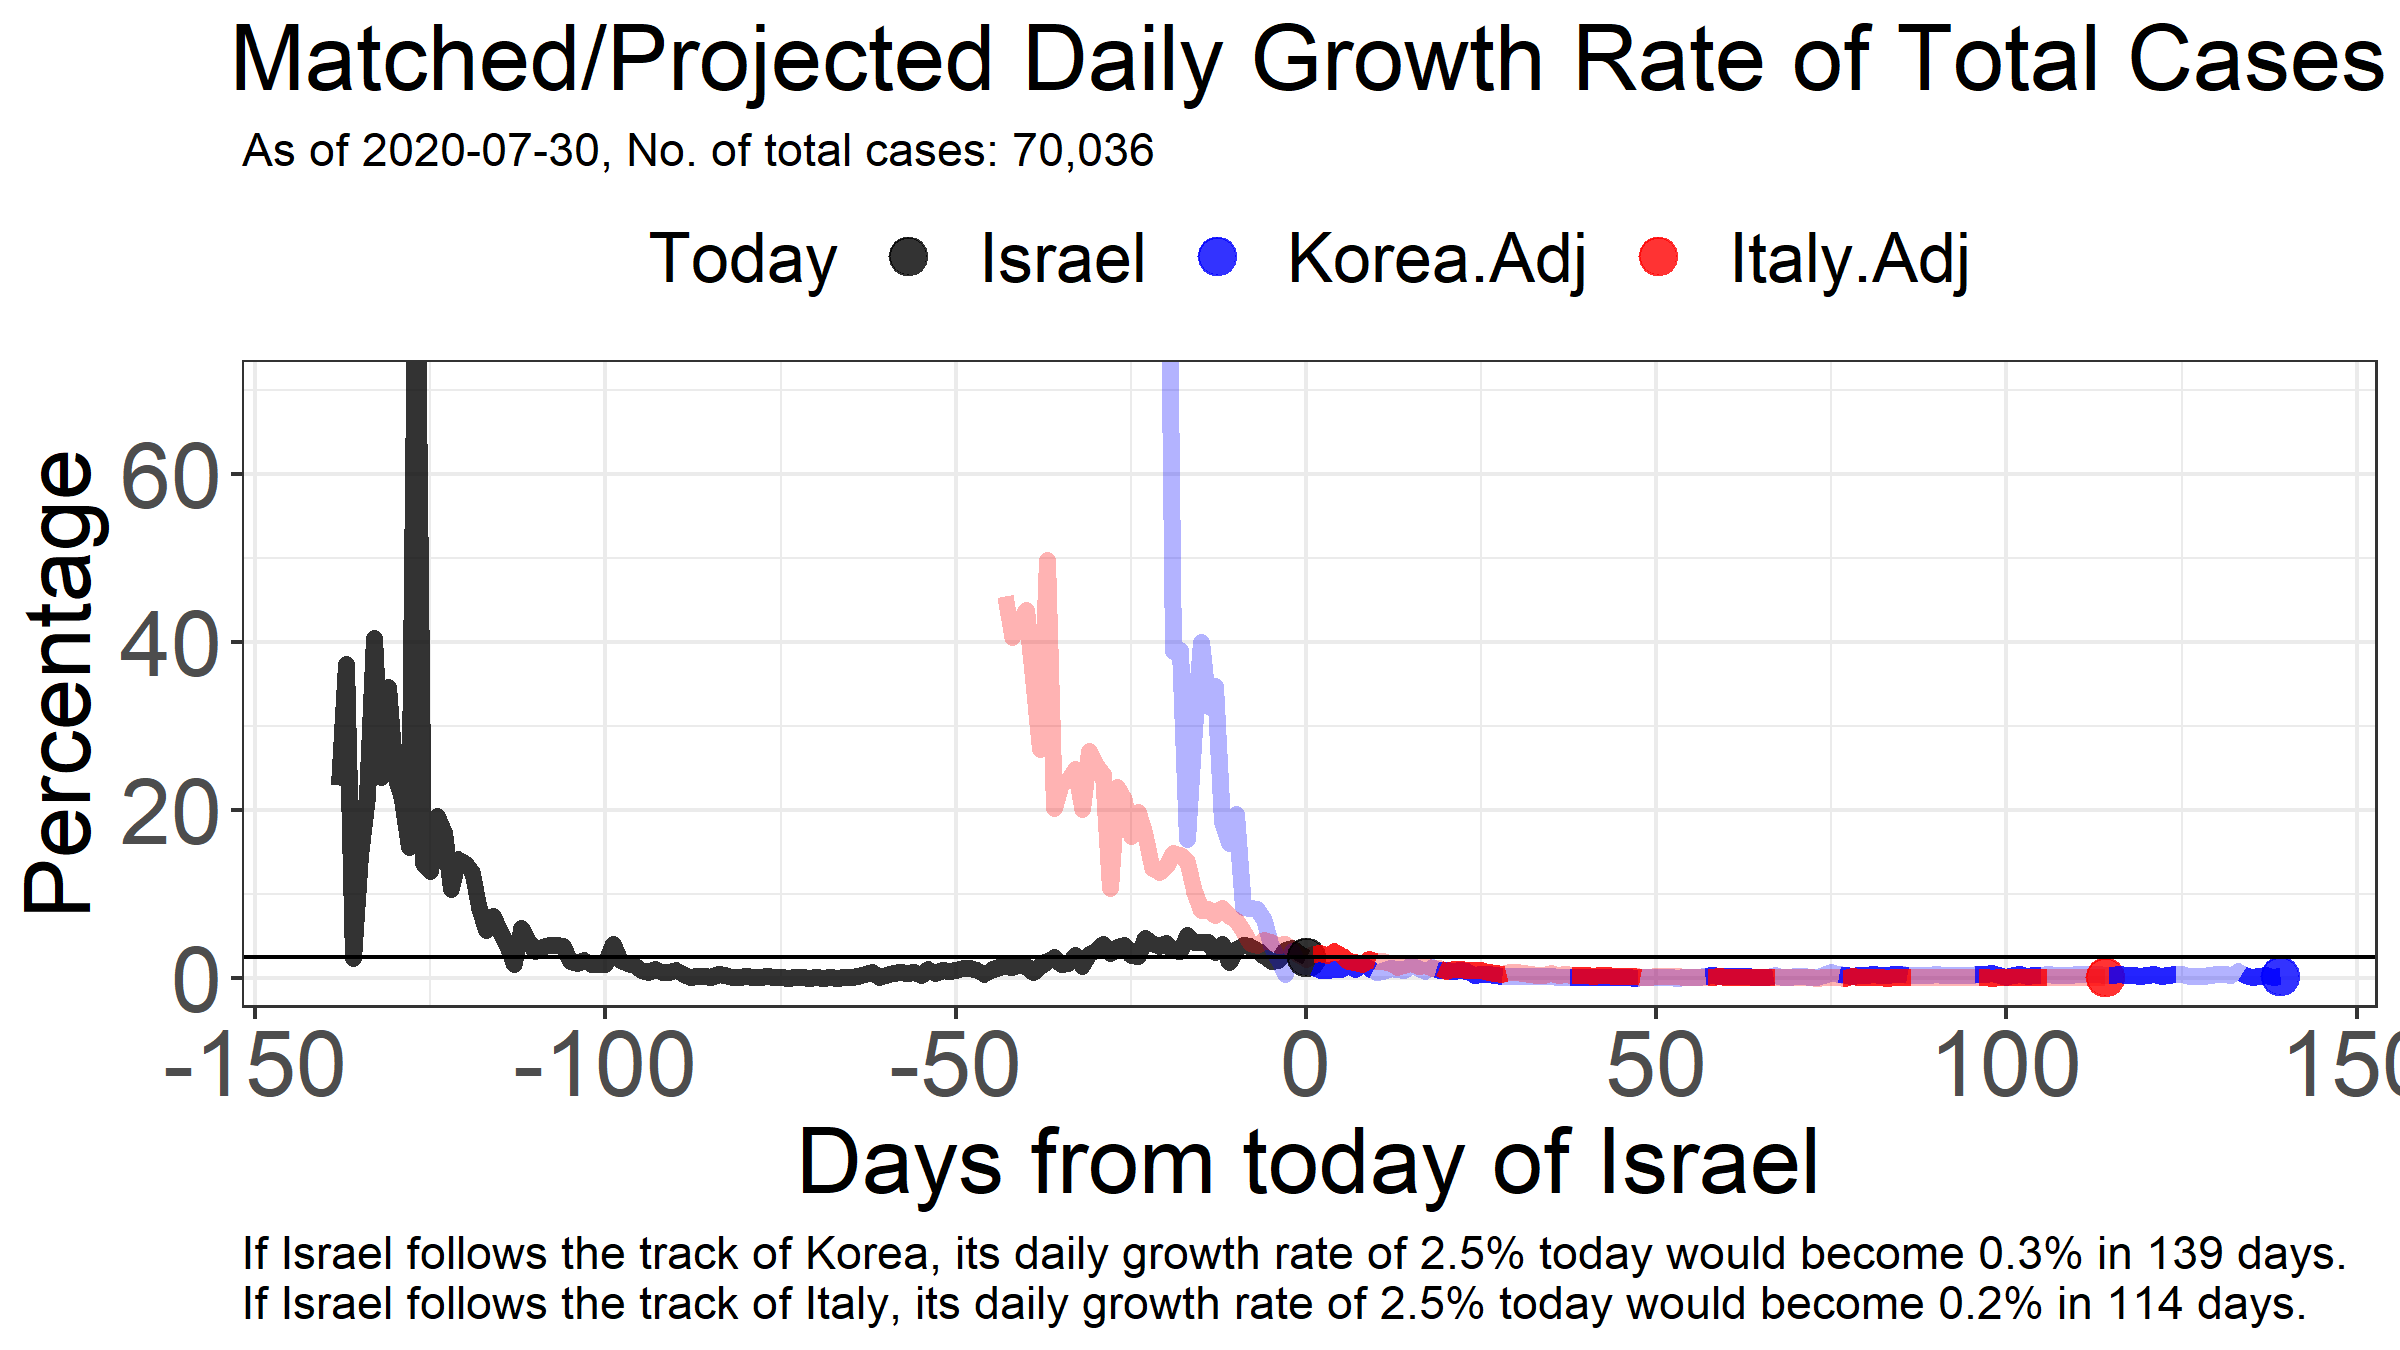 Matched/Projected Daily Growth Rate of Total Cases
As of 2020-07-30, No. of total cases: 70,036
Today Israel Korea.Adj Italy.Adj
Percentage
60
40
20
0
-150 -100 -50 0 50 100 150
Days from today of Israel
If Israel follows the track of Korea, its daily growth rate of 2.5% today would become 0.3% in 139 days.
If Israel follows the track of Italy, its daily growth rate of 2.5% today would become 0.2% in 114 days.